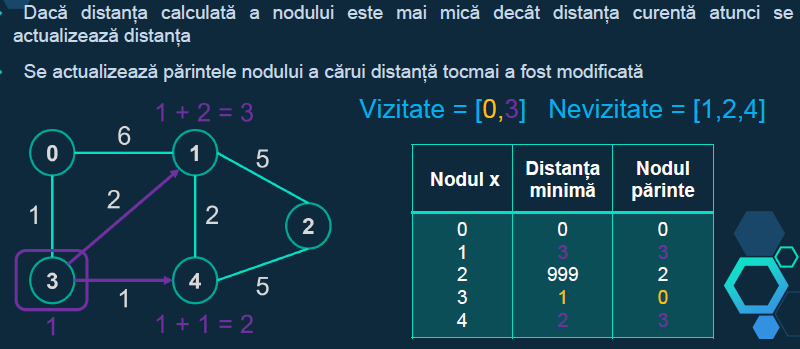 Dacă distanța calculată a nodului este mai mică decât distanța curentă atunci se
actualizează distanța
Se actualizează părintele nodului a cărui distanță tocmai a fost modificată
1 + 2 = 3
Vizitate = [0,3] Nevizitate = [1,2,4]
0
6
1
5
1
2
2
2
3
1
4
5
1
1 + 1 = 2
Nodul x
Distanța
minimă
Nodul
părinte
0 0 0
1 3 3
2 999 2
3 1 0
4 2 3